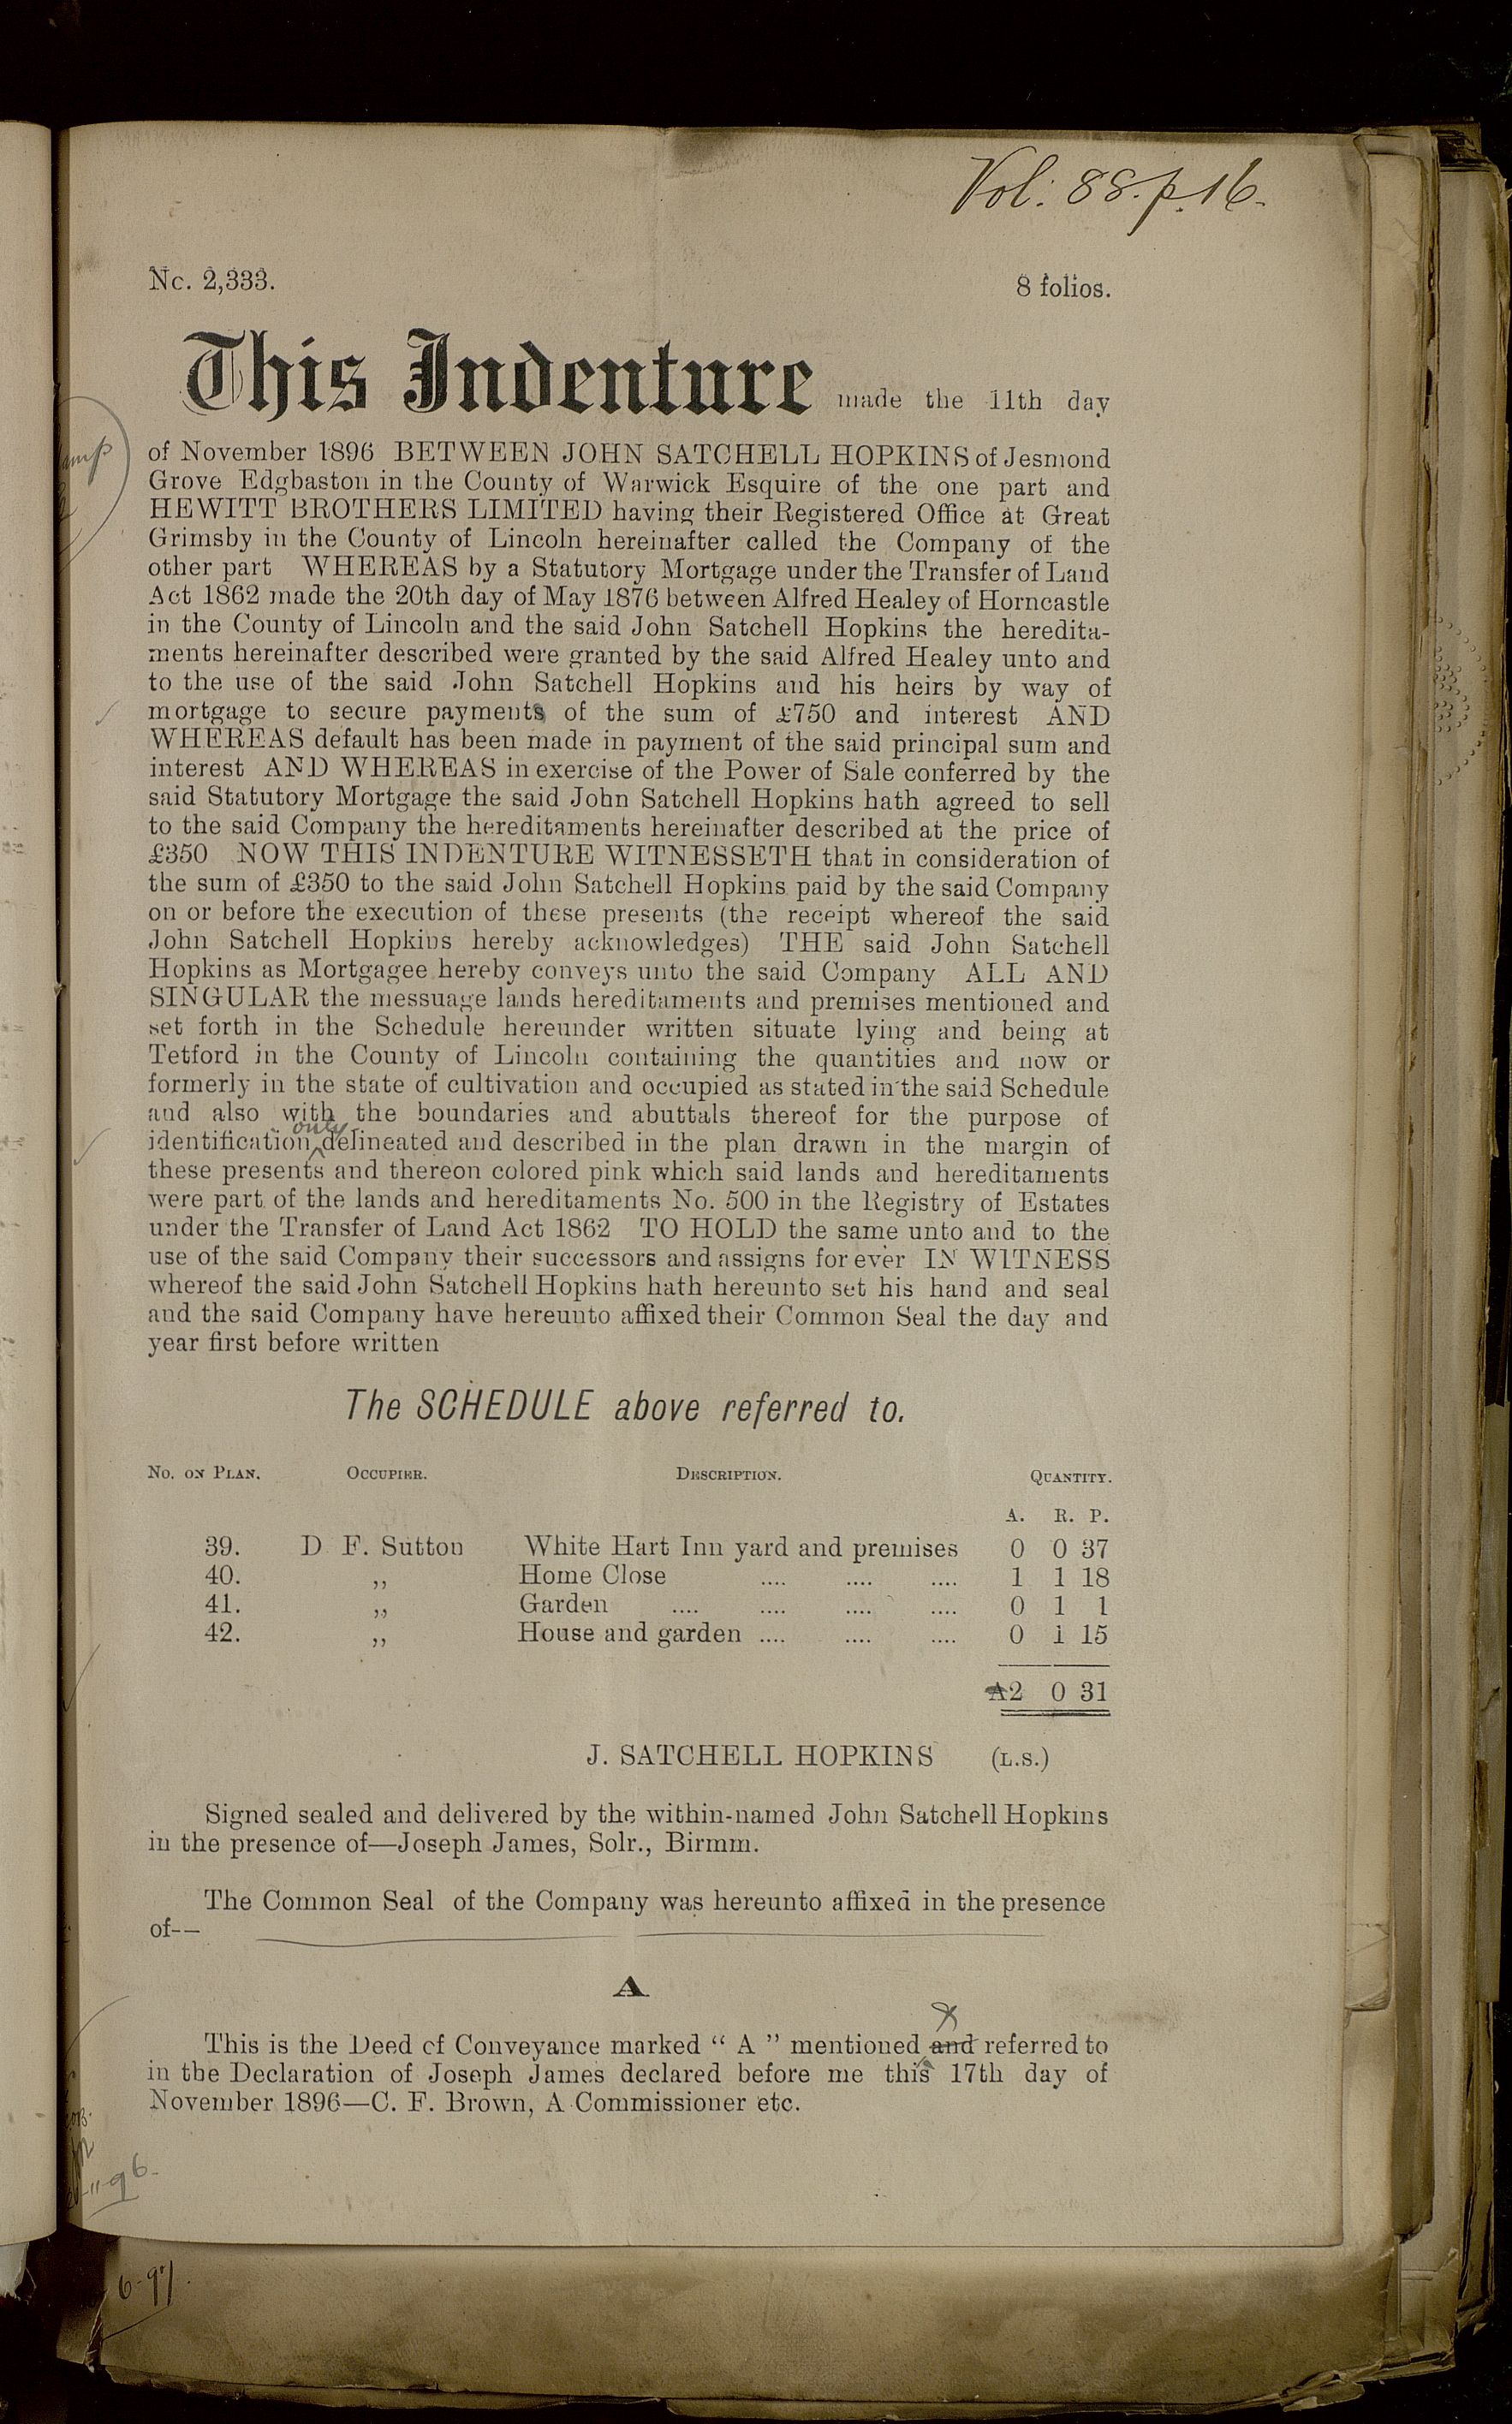 Vol: 88. p. 16.
No. 2,333.
8 folios.
This Indenture made the 11th day
of November 1896 BETWEEN JOHN SATCHELL HOPKINS of Jesmond
Grove Edgbaston in the County of Warwick Esquire of the one part and
HEWITT BROTHERS LIMITED having their Registered Office at Great
Grimsby in the County of Lincoln hereinafter called the Company of the
other part WHEREAS by a Statutory Mortgage under the Transfer of Land
Act 1862 made the 20th day of May 1876 between Alfred Healey of Horncastle
in the County of Lincoln and the said John Satchell Hopkins the heredita-
ments hereinafter described were granted by the said Alfred Healey unto and
to the use of the said John Satchell Hopkins and his heirs by way of
mortgage to secure payments of the sum of £750 and interest AND
WHEREAS default has been made in payment of the said principal sum and
interest AND WHEREAS in exercise of the Power of Sale conferred by the
said Statutory Mortgage the said John Satchell Hopkins hath agreed to sell
to the said Company the hereditaments hereinafter described at the price of
£350 NOW THIS INDENTURE WITNESSETH that in consideration of
the sum of £350 to the said John Satchell Hopkins paid by the said Company
on or before the execution of these presents (the receipt whereof the said
John Satchell Hopkins hereby acknowledges) THE said John Satchell
Hopkins as Mortgagee hereby conveys unto the said Company ALL AND
SINGULAR the messuage lands hereditaments and premises mentioned and
set forth in the Schedule hereunder written situate lying and being at
Tetford in the County of Lincoln containing the quantities and now or
formerly in the state of cultivation and occupied as stated in the said Schedule
and also with the boundaries and abuttals thereof for the purpose of
identification only delineated and described in the plan drawn in the margin of
these presents and thereon colored pink which said lands and hereditaments
were part of the lands and hereditaments No. 500 in the Registry of Estates
under the Transfer of Land Act 1862 TO HOLD the same unto and to the
use of the said Company their successors and assigns for ever IN WITNESS
whereof the said John Satchell Hopkins hath hereunto set his hand and seal
and the said Company have hereunto affixed their Common Seal the day and
year first before written
The SCHEDULE above referred to.
No. on Plan. Occupier. Description. Quantity.
A. R. P.
39. D F. Sutton White Hart Inn yard and premises 0 0 37
40. ,, Home Close .... .... .... 1 1 18
41. ,, Garden .... .... .... .... 0 1 1
42. ,, House and garden .... .... .... 0 1 15
A2 0 31
J. SATCHELL HOPKINS (L.S.)
Signed sealed and delivered by the within-named John Satchell Hopkins
in the presence of—Joseph James, Solr., Birmm.
The Common Seal of the Company was hereunto affixed in the presence
of--
A
This is the Deed of Conveyance marked " A " mentioned and referred to
in the Declaration of Joseph James declared before me this 17th day of
November 1896—C. F. Brown, A Commissioner etc.
6-97.